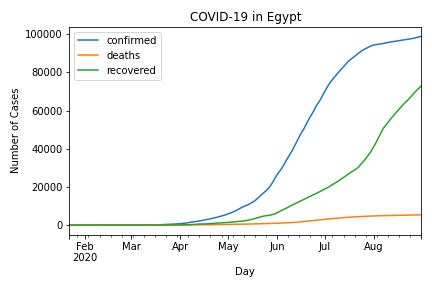 COVID-19 in Egypt
confirmed
deaths
recovered
Number of Cases
100000
80000
60000
40000
20000
0
Feb Mar Apr May Jun Jul Aug
2020
Day